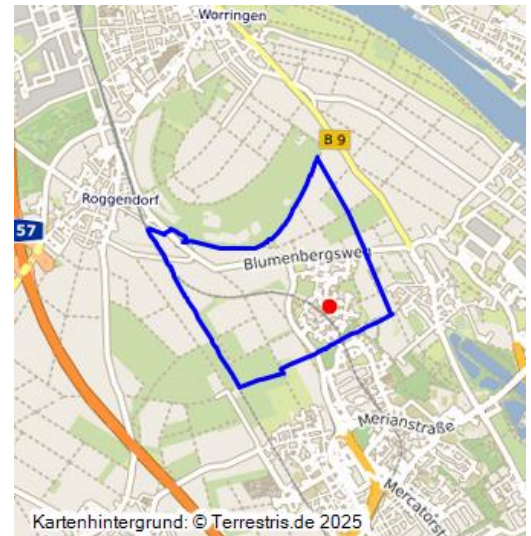 Worringen
B 9
Roggendorf
57
Blumenbergsweg
Merianstraße
Mercatorst
Kartenhintergrund: © Terrestris.de 2025